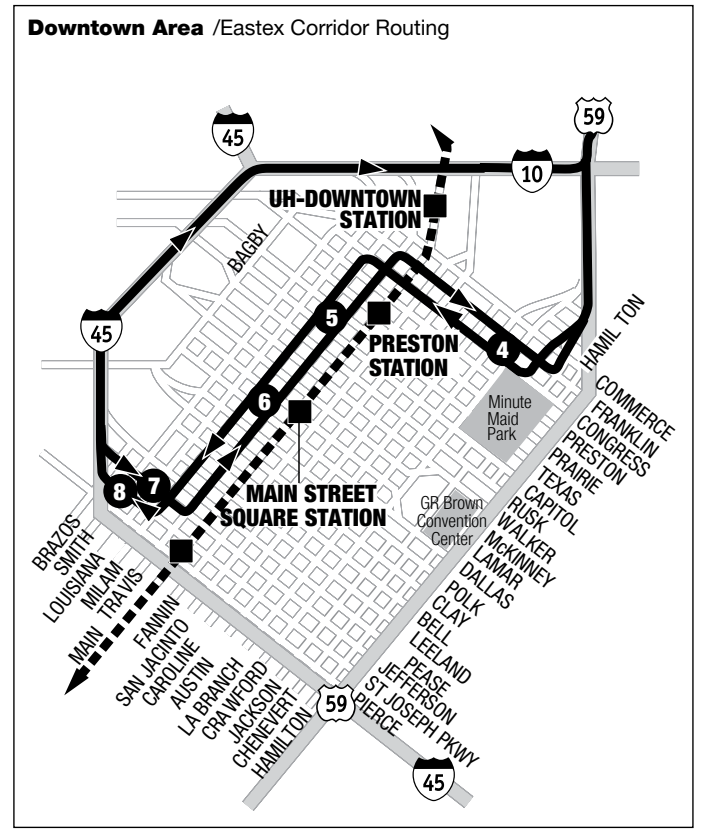 Downtown Area /Eastex Corridor Routing
59
45
10
UH-DOWNTOWN
STATION
BAGBY
45
5
PRESTON
STATION
4
HAMIL TON
6
Minute
Maid
Park
COMMERCE
FRANKLIN
CONGRESS
PRESTON
PRAIRIE
TEXAS
CAPITOL
RUSK
WALKER
McKINNEY
LAMAR
DALLAS
POLK
CLAY
BELL
LEELAND
PEASE
JEFFERSON
ST JOSEPH PKWY
PIERCE
8
7
MAIN STREET
SQUARE STATION
GR Brown
Convention
Center
BRAZOS
SMITH
LOUISIANA
MILAM
TRAVIS
MAIN
FANNIN
SAN JACINTO
CAROLINE
AUSTIN
LA BRANCH
CRAWFORD
JACKSON
CHENEVERT
HAMILTON
59
45